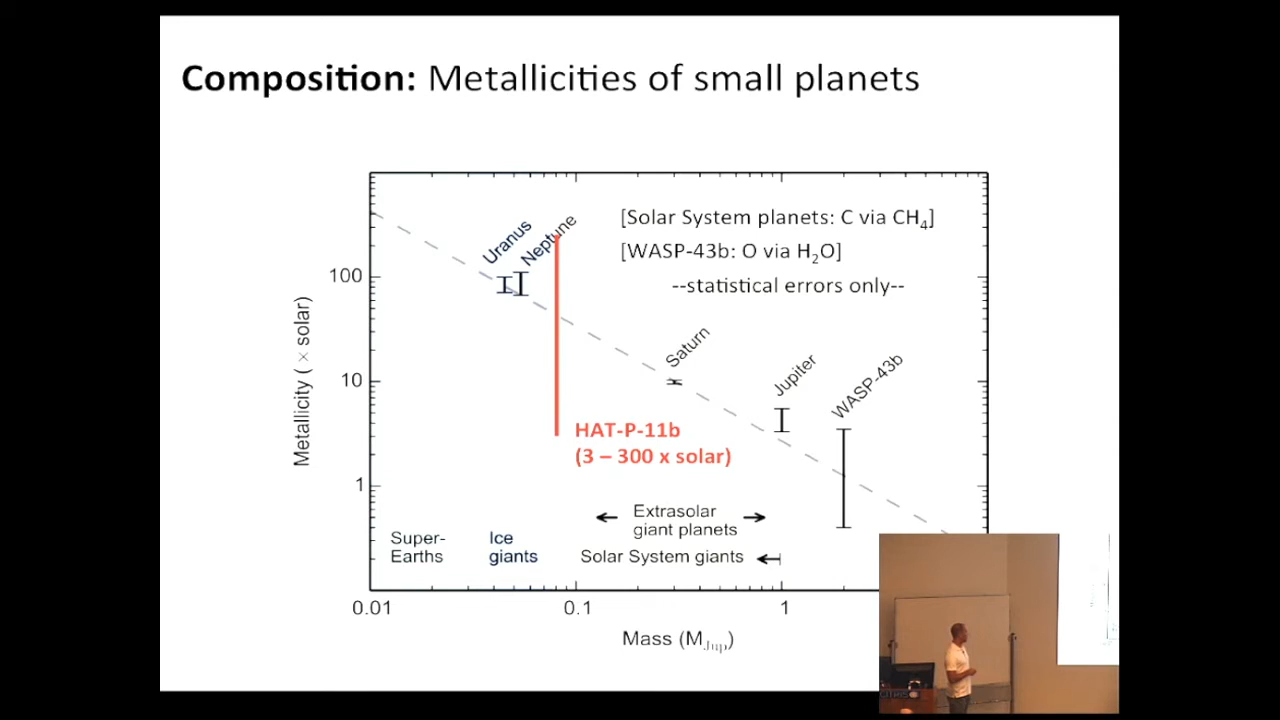 Composition: Metallicities of small planets
[Solar System planets: C via CH₄]
[WASP-43b: O via H₂O]
--statistical errors only--
Uranus
Neptune
Saturn
Jupiter
WASP-43b
HAT-P-11b
(3 – 300 x solar)
Extrasolar
giant planets
Solar System giants
Super-
Earths
Ice
giants
Metallicity ( × solar)
100
10
1
0.01
0.1
1
Mass (MJup)
CITRIS